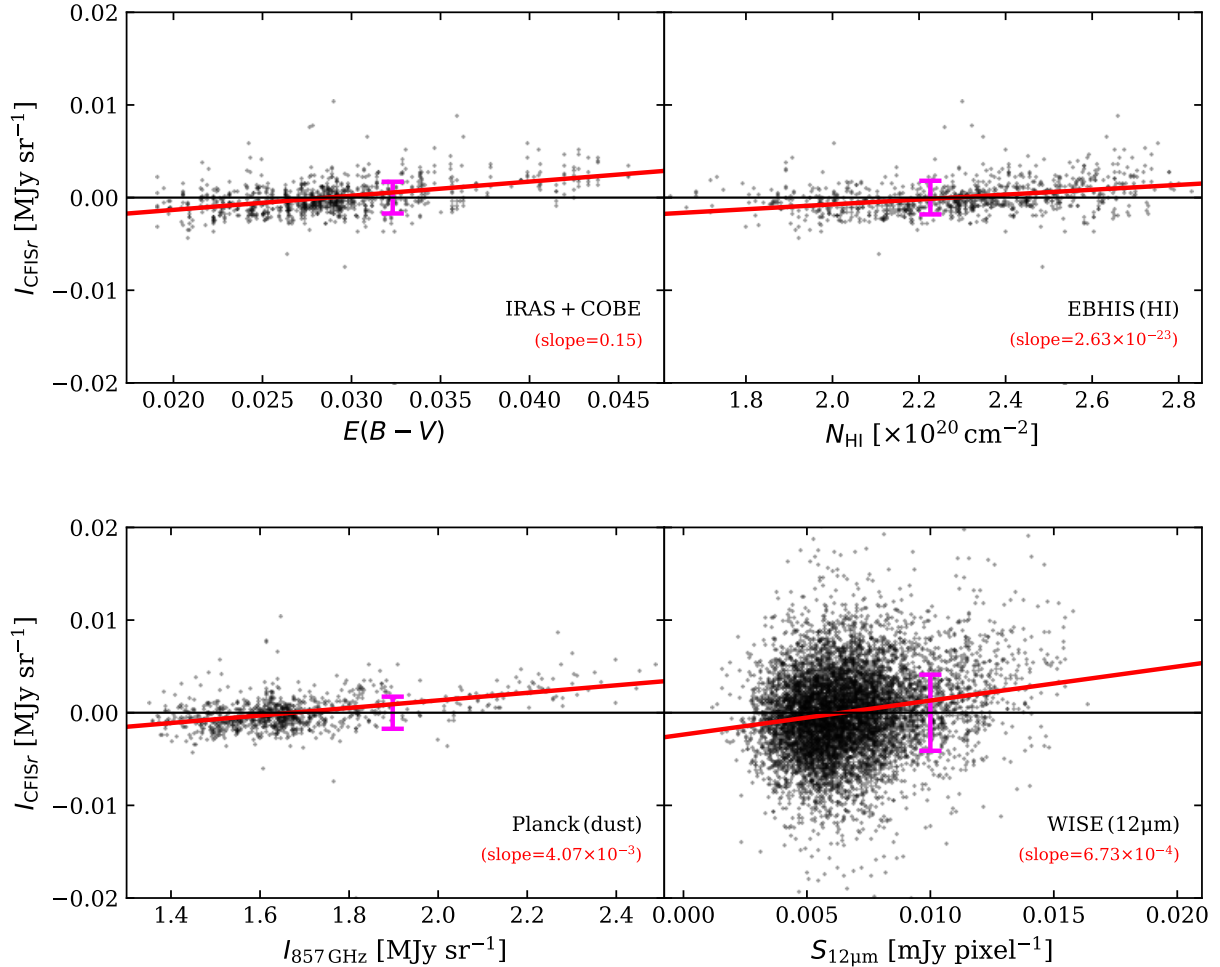 0.02
0.01
0.00
−0.01
−0.02
I_CFISr [MJy sr⁻¹]
IRAS + COBE
(slope=0.15)
0.020 0.025 0.030 0.035 0.040 0.045
E(B − V)
EBHIS (HI)
(slope=2.63×10⁻²³)
1.8 2.0 2.2 2.4 2.6 2.8
N_HI [×10²⁰ cm⁻²]
0.02
0.01
0.00
−0.01
−0.02
I_CFISr [MJy sr⁻¹]
Planck (dust)
(slope=4.07×10⁻³)
1.4 1.6 1.8 2.0 2.2 2.4
I_857 GHz [MJy sr⁻¹]
WISE (12μm)
(slope=6.73×10⁻⁴)
0.000 0.005 0.010 0.015 0.020
S_12μm [mJy pixel⁻¹]